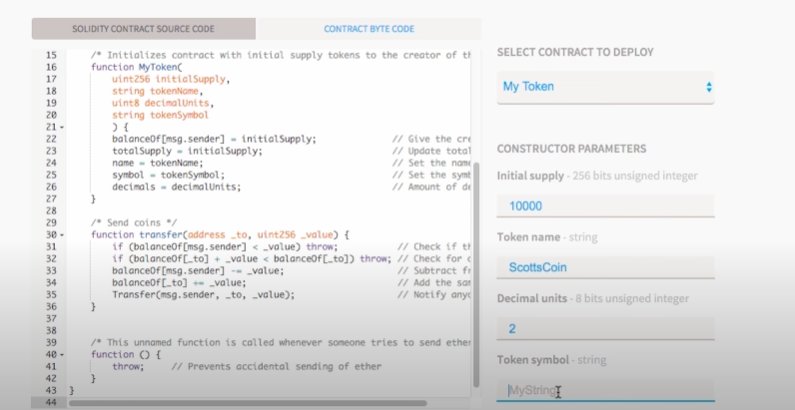 SOLIDITY CONTRACT SOURCE CODE
CONTRACT BYTE CODE
15 /* Initializes contract with initial supply tokens to the creator of th
16 function MyToken(
17 uint256 initialSupply,
18 string tokenName,
19 uint8 decimalUnits,
20 string tokenSymbol
21 ) {
22 balanceOf[msg.sender] = initialSupply; // Give the cre
23 totalSupply = initialSupply; // Update total
24 name = tokenName; // Set the name
25 symbol = tokenSymbol; // Set the symb
26 decimals = decimalUnits; // Amount of de
27 }
28
29 /* Send coins */
30 function transfer(address _to, uint256 _value) {
31 if (balanceOf[msg.sender] < _value) throw; // Check if th
32 if (balanceOf[_to] + _value < balanceOf[_to]) throw; // Check for o
33 balanceOf[msg.sender] -= _value; // Subtract fr
34 balanceOf[_to] += _value; // Add the sam
35 Transfer(msg.sender, _to, _value); // Notify anyo
36 }
37
38
39 /* This unnamed function is called whenever someone tries to send ether
40 function () {
41 throw; // Prevents accidental sending of ether
42 }
43 }
44
SELECT CONTRACT TO DEPLOY
My Token
CONSTRUCTOR PARAMETERS
Initial supply - 256 bits unsigned integer
10000
Token name - string
ScottsCoin
Decimal units - 8 bits unsigned integer
2
Token symbol - string
MyString